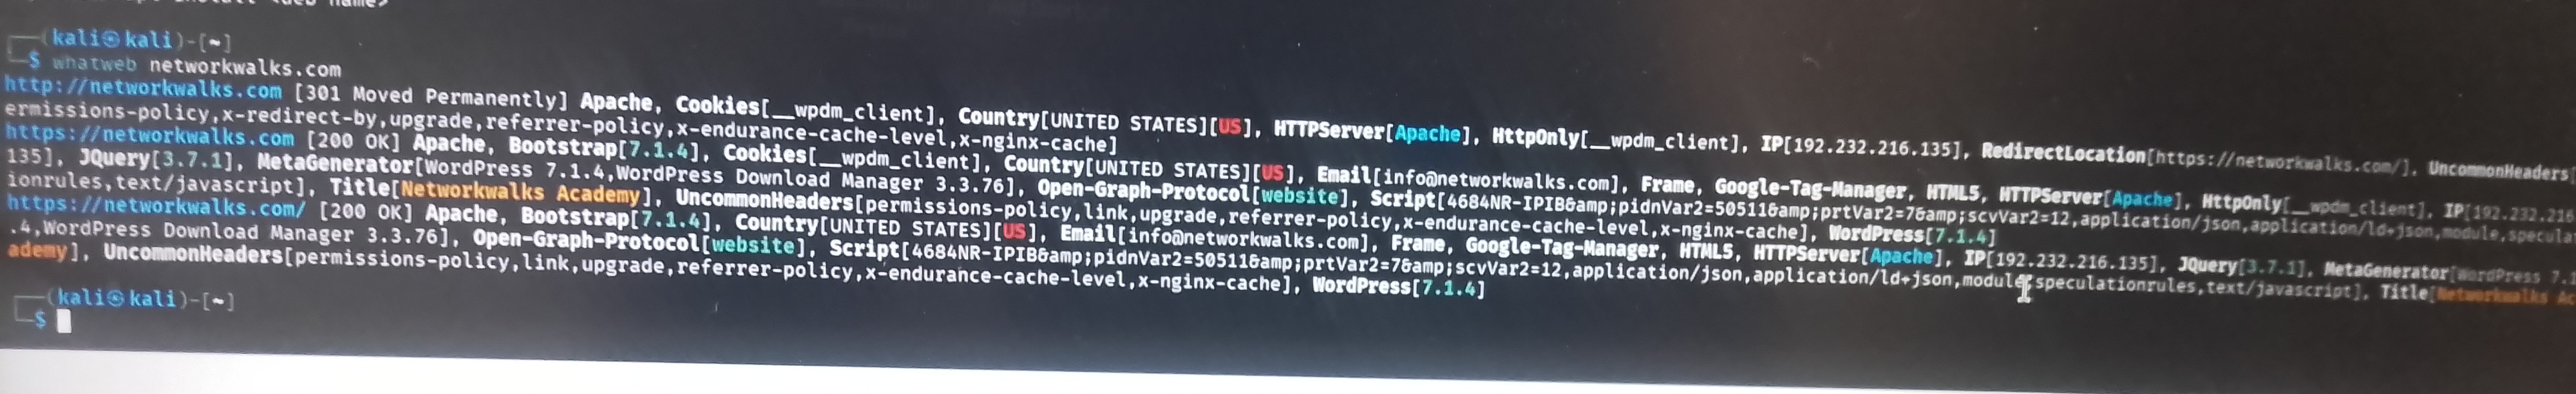 (kali㉿kali)-[~]
$ whatweb networkwalks.com
http://networkwalks.com [301 Moved Permanently] Apache, Cookies[__wpdm_client], Country[UNITED STATES][US], HTTPServer[Apache], HttpOnly[__wpdm_client], IP[192.232.216.135], RedirectLocation[https://networkwalks.com/], UncommonHeaders[
ermissions-policy,x-redirect-by,upgrade,referrer-policy,x-endurance-cache-level,x-nginx-cache]
https://networkwalks.com [200 OK] Apache, Bootstrap[7.1.4], Cookies[__wpdm_client], Country[UNITED STATES][US], Email[info@networkwalks.com], Frame, Google-Tag-Manager, HTML5, HTTPServer[Apache], HttpOnly[__wpdm_client], IP[192.232.216
135], JQuery[3.7.1], MetaGenerator[WordPress 7.1.4,WordPress Download Manager 3.3.76], Open-Graph-Protocol[website], Script[4684NR-IPIB&amp;pidnVar2=50511&amp;prtVar2=7&amp;scvVar2=12,application/json,application/ld+json,module,specula
ionrules,text/javascript], Title[Networkwalks Academy], UncommonHeaders[permissions-policy,link,upgrade,referrer-policy,x-endurance-cache-level,x-nginx-cache], WordPress[7.1.4]
https://networkwalks.com/ [200 OK] Apache, Bootstrap[7.1.4], Country[UNITED STATES][US], Email[info@networkwalks.com], Frame, Google-Tag-Manager, HTML5, HTTPServer[Apache], IP[192.232.216.135], JQuery[3.7.1], MetaGenerator[WordPress 7.1
.4,WordPress Download Manager 3.3.76], Open-Graph-Protocol[website], Script[4684NR-IPIB&amp;pidnVar2=50511&amp;prtVar2=7&amp;scvVar2=12,application/json,application/ld+json,module,speculationrules,text/javascript], Title[Networkwalks Ac
ademy], UncommonHeaders[permissions-policy,link,upgrade,referrer-policy,x-endurance-cache-level,x-nginx-cache], WordPress[7.1.4]
(kali㉿kali)-[~]
$